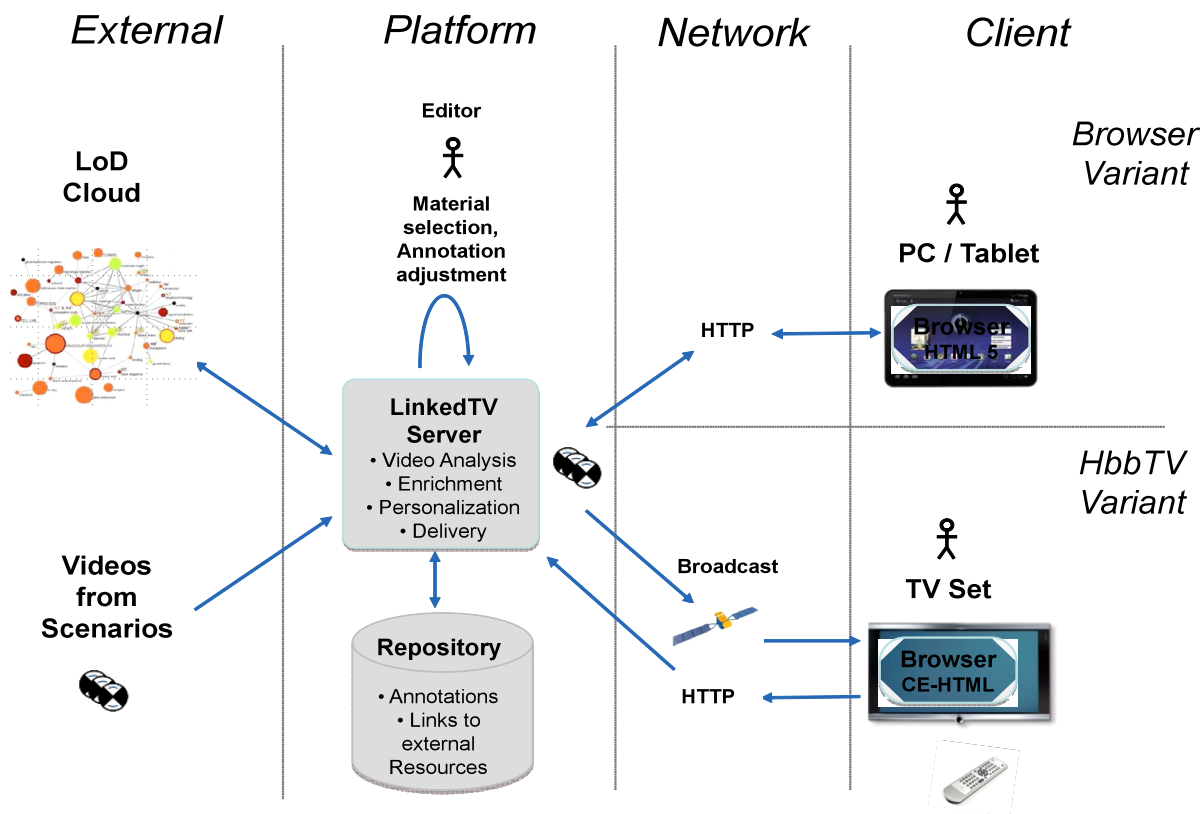 External
Platform
Network
Client
Editor
Browser
Variant
LoD
Cloud
Material
selection,
Annotation
adjustment
PC / Tablet
HTTP
Browser
HTML 5
LinkedTV
Server
• Video Analysis
• Enrichment
• Personalization
• Delivery
HbbTV
Variant
Videos
from
Scenarios
Broadcast
TV Set
Repository
• Annotations
• Links to
external
Resources
HTTP
Browser
CE-HTML